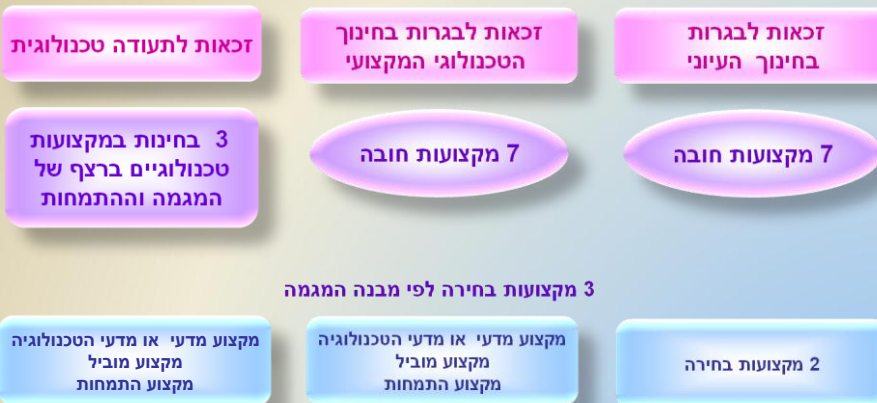 זכאות לבגרות
בחינוך העיוני
זכאות לבגרות בחינוך
הטכנולוגי המקצועי
זכאות לתעודה טכנולוגית
7 מקצועות חובה
7 מקצועות חובה
3 בחינות במקצועות
טכנולוגיים ברצף של
המגמה וההתמחות
3 מקצועות בחירה לפי מבנה המגמה
2 מקצועות בחירה
מקצוע מדעי או מדעי הטכנולוגיה
מקצוע מוביל
מקצוע התמחות
מקצוע מדעי או מדעי הטכנולוגיה
מקצוע מוביל
מקצוע התמחות